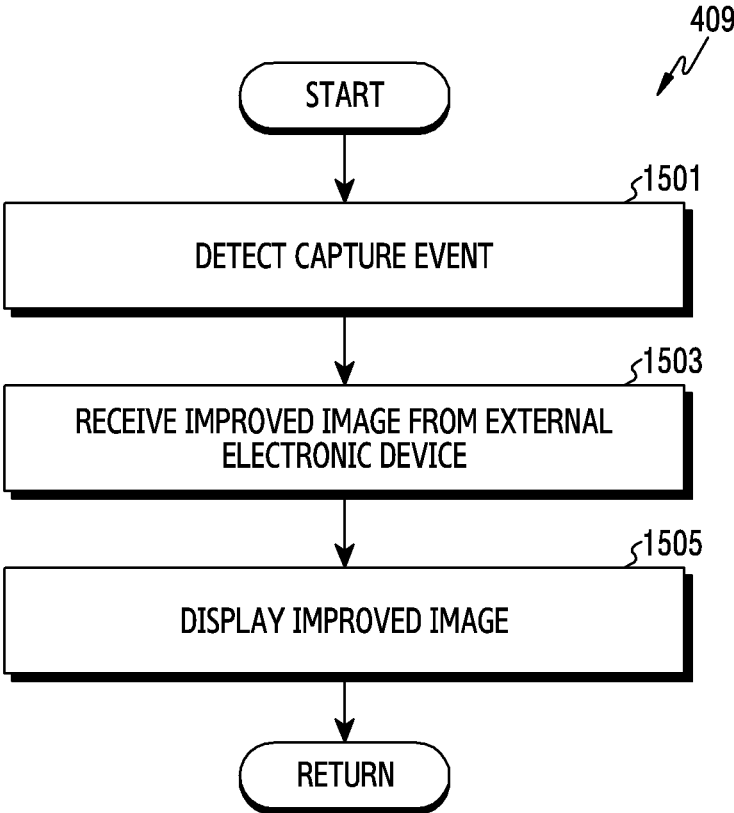 409
START
1501
DETECT CAPTURE EVENT
1503
RECEIVE IMPROVED IMAGE FROM EXTERNAL
ELECTRONIC DEVICE
1505
DISPLAY IMPROVED IMAGE
RETURN